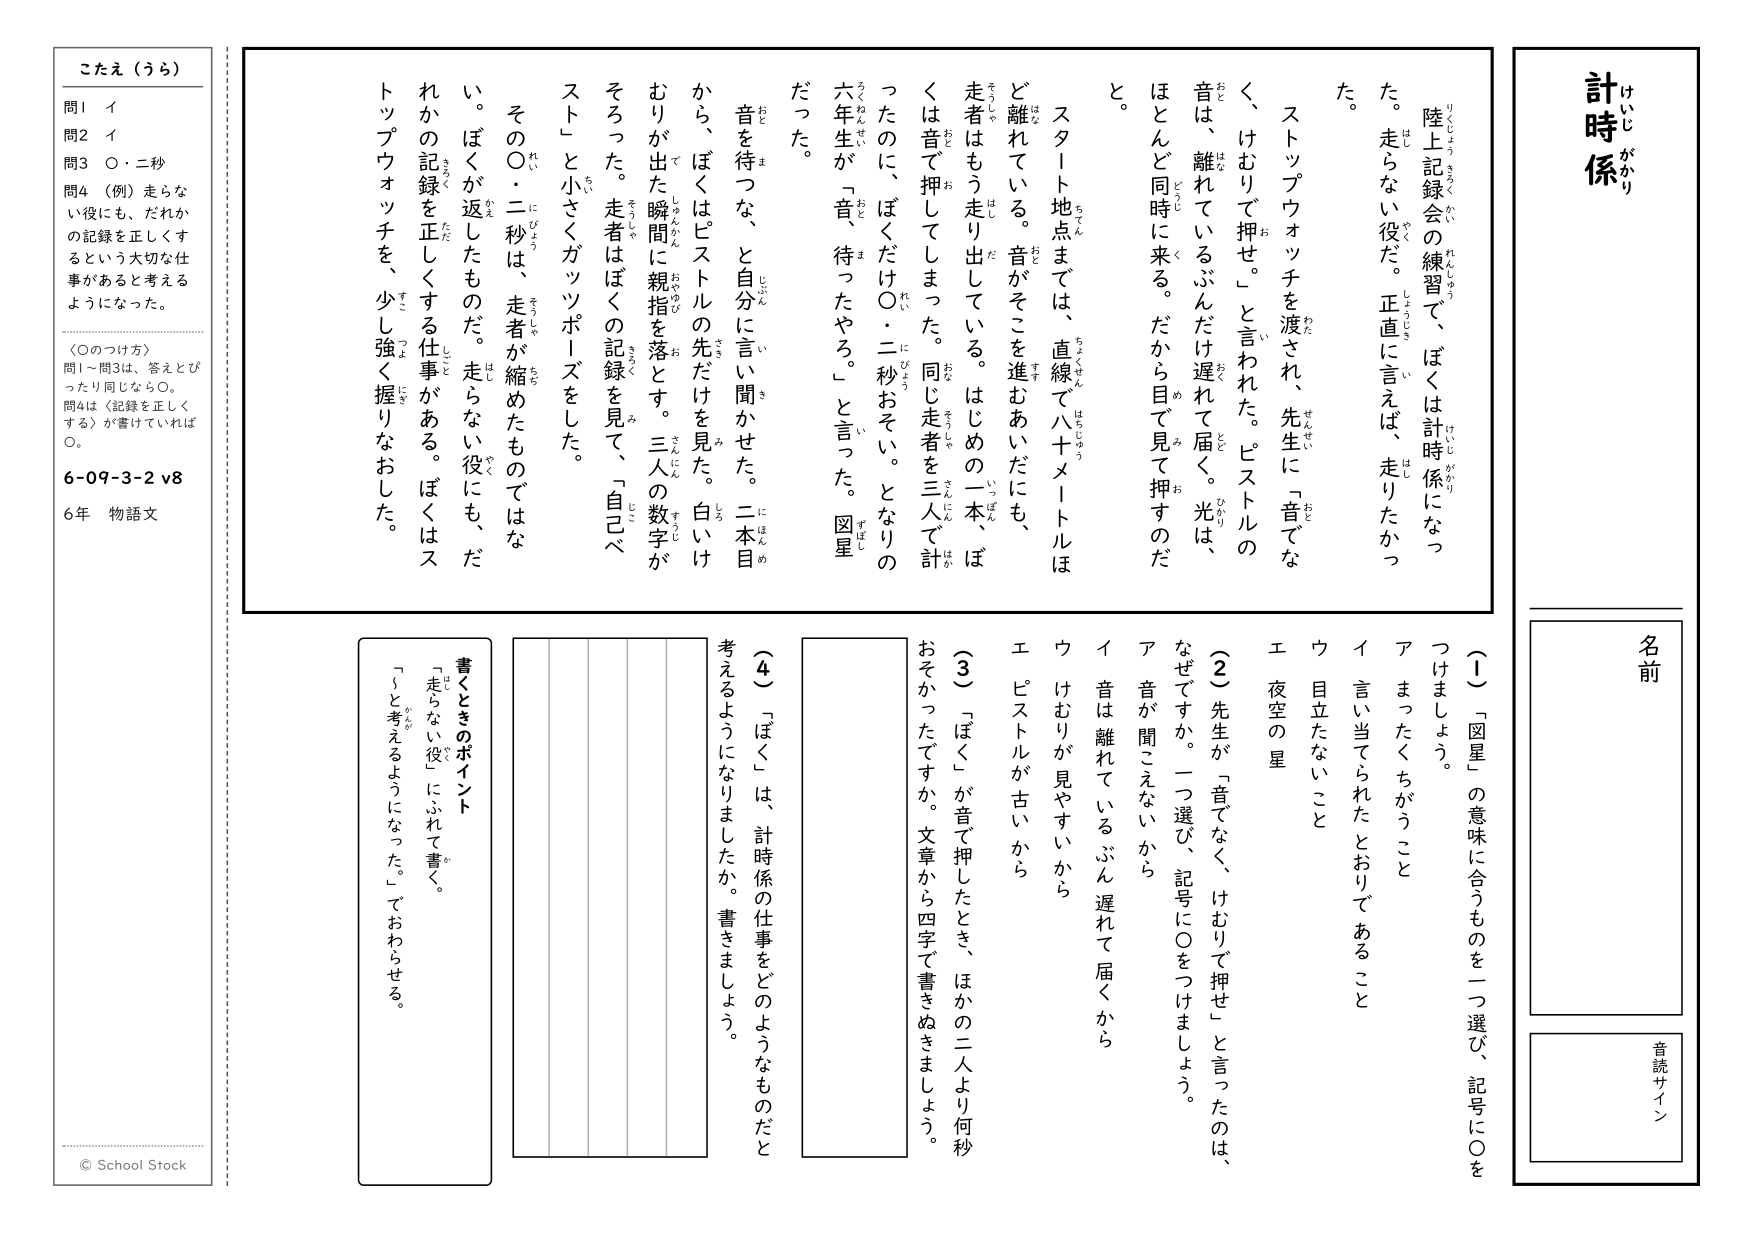 計時係
けいじがかり
名前
音読サイン
陸上記録会の練習で、ぼくは計時係になっ
た。走らない役だ。正直に言えば、走りたかっ
た。
ストップウォッチを渡され、先生に「音でな
く、けむりで押せ。」と言われた。ピストルの
音は、離れているぶんだけ遅れて届く。光は、
ほとんど同時に来る。だから目で見て押すのだ
と。
スタート地点までは、直線で八十メートルほ
ど離れている。音がそこを進むあいだにも、
走者はもう走り出している。はじめの一本、ぼ
くは音で押してしまった。同じ走者を三人で計
ったのに、ぼくだけ〇・二秒おそい。となりの
六年生が「音、待ったやろ。」と言った。図星
だった。
音を待つな、と自分に言い聞かせた。二本目
から、ぼくはピストルの先だけを見た。白いけ
むりが出た瞬間に親指を落とす。三人の数字が
そろった。走者はぼくの記録を見て、「自己ベ
スト」と小さくガッツポーズをした。
その〇・二秒は、走者が縮めたものではな
い。ぼくが返したものだ。走らない役にも、だ
れかの記録を正しくする仕事がある。ぼくはス
トップウォッチを、少し強く握りなおした。
(1)「図星」の意味に合うものを一つ選び、記号に〇を
つけましょう。
ア まったくちがうこと
イ 言い当てられたとおりであること
ウ 目立たないこと
エ 夜空の星
(2)先生が「音でなく、けむりで押せ」と言ったのは、
なぜですか。一つ選び、記号に〇をつけましょう。
ア 音が聞こえないから
イ 音は離れているぶん遅れて届くから
ウ けむりが見やすいから
エ ピストルが古いから
(3)「ぼく」が音で押したとき、ほかの二人より何秒
おそかったですか。文章から四字で書きぬきましょう。
(4)「ぼく」は、計時係の仕事をどのようなものだと
考えるようになりましたか。書きましょう。
書くときのポイント
「走らない役」にふれて書く。
「〜と考えるようになった。」でおわらせる。
こたえ(うら)
問1 イ
問2 イ
問3 〇・二秒
問4 (例)走らな
い役にも、だれか
の記録を正しくす
るという大切な仕
事があると考える
ようになった。
〈〇のつけ方〉
問1〜問3は、答えとぴ
ったり同じなら〇。
問4は〈記録を正しく
する〉が書けていれば
〇。
6-09-3-2 v8
6年 物語文
© School Stock